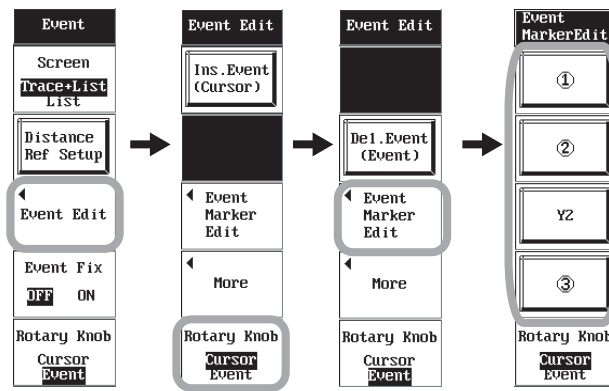 Event
Screen
Trace+List
List
Distance
Ref Setup
Event Edit
Event Fix
OFF ON
Rotary Knob
Cursor
Event
Event Edit
Ins.Event
(Cursor)
Event
Marker
Edit
More
Rotary Knob
Cursor
Event
Event Edit
Del.Event
(Event)
Event
Marker
Edit
More
Rotary Knob
Cursor
Event
Event
MarkerEdit
①
②
Y2
③
Rotary Knob
Cursor
Event